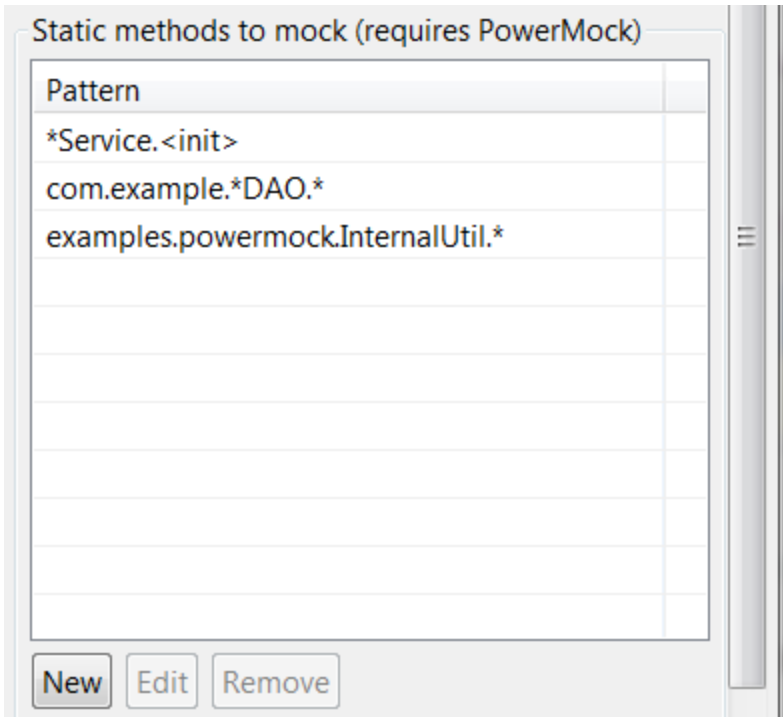 Static methods to mock (requires PowerMock)
Pattern
*Service.<init>
com.example.*DAO.*
examples.powermock.InternalUtil.*
New Edit Remove